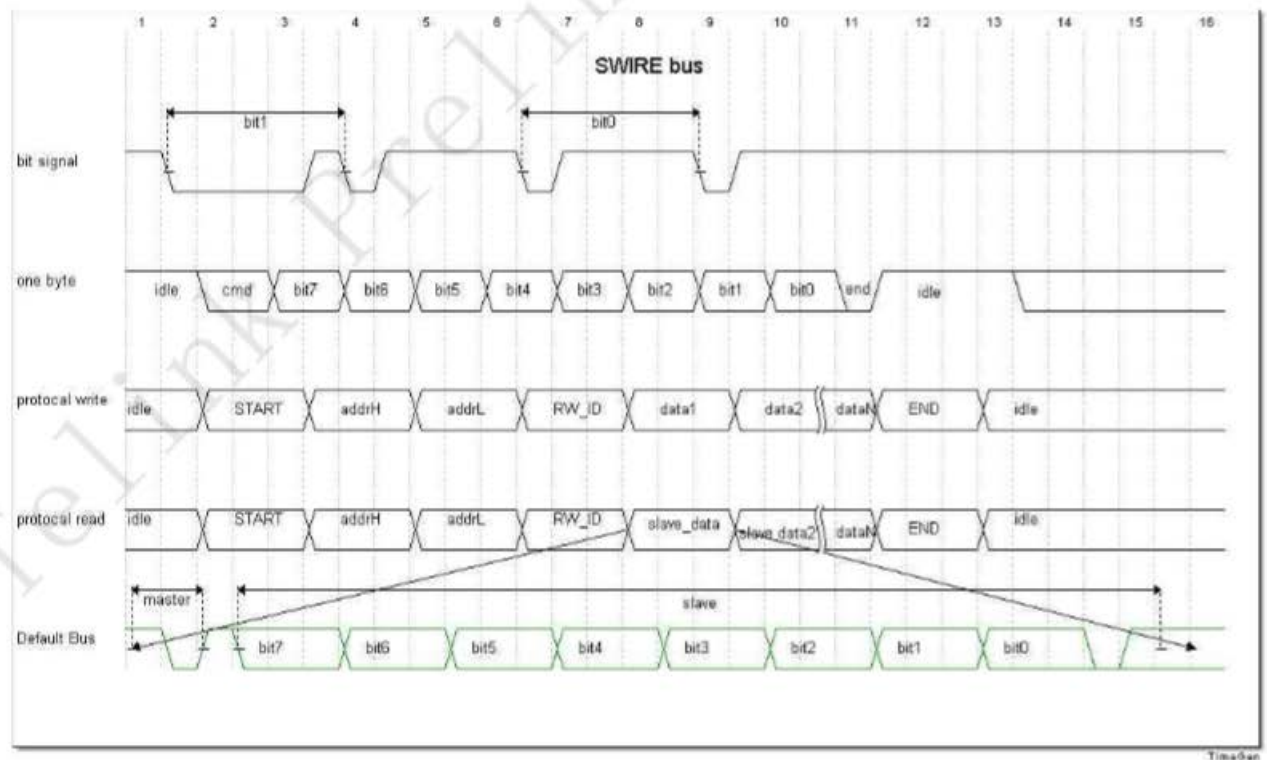 1 2 3 4 5 6 7 8 9 10 11 12 13 14 15 16
SWIRE bus
bit1 bit0
bit signal
one byte idle cmd bit7 bit6 bit5 bit4 bit3 bit2 bit1 bit0 end idle
protocal write idle START addrH addrL RW_ID data1 data2 dataN END idle
protocal read idle START addrH addrL RW_ID slave_data slave_data2 dataN END idle
master slave
Default Bus bit7 bit6 bit5 bit4 bit3 bit2 bit1 bit0
TimeGen
Telink Prelin